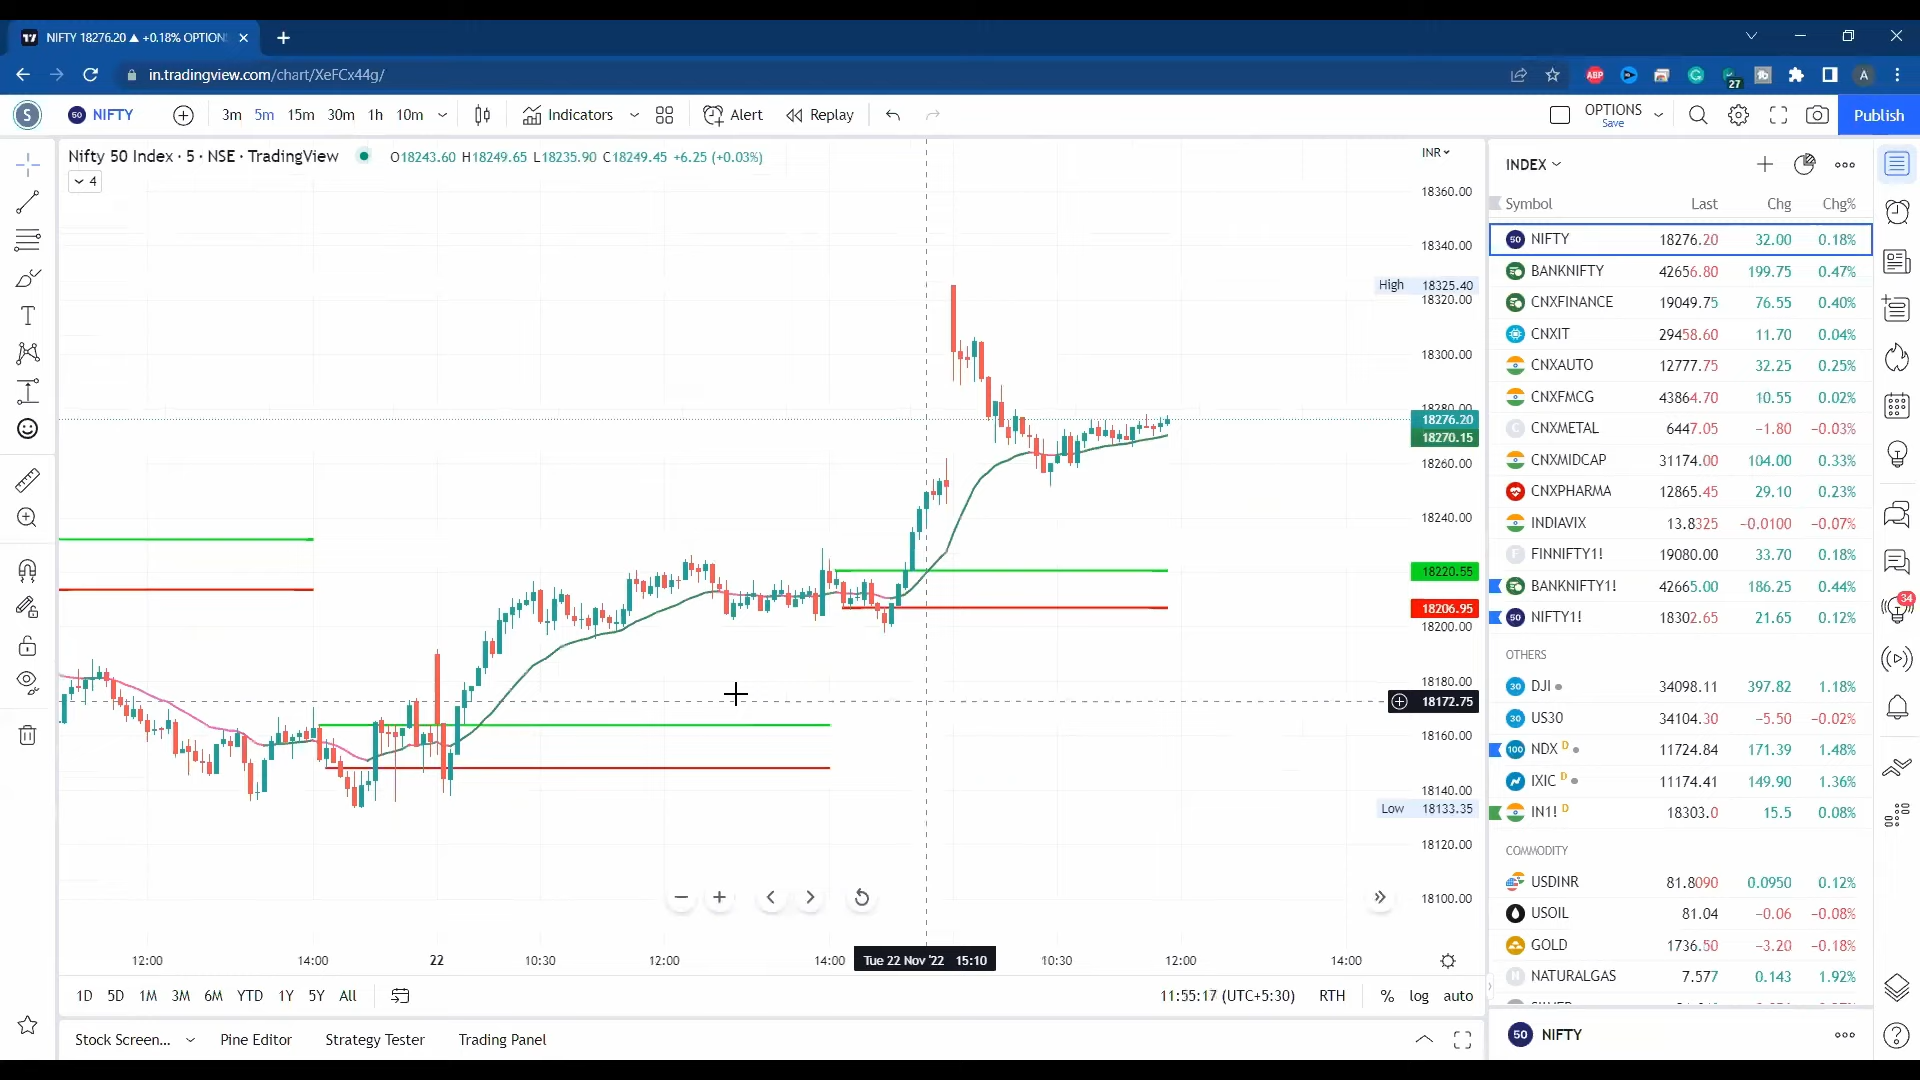 NIFTY 18276.20 ▲ +0.18% OPTION
in.tradingview.com/chart/XeFCx44g/
ABP
27
A
S
50 NIFTY
3m 5m 15m 30m 1h 10m
Indicators
Alert
Replay
OPTIONS
Save
Publish
Nifty 50 Index · 5 · NSE · TradingView
O18243.60 H18249.65 L18235.90 C18249.45 +6.25 (+0.03%)
4
INR
18360.00
18340.00
High 18325.40
18320.00
18300.00
18280.00
18276.20
18270.15
18260.00
18240.00
18220.55
18206.95
18200.00
18180.00
18172.75
18160.00
18140.00
Low 18133.35
18120.00
18100.00
12:00 14:00 22 10:30 12:00 14:00 Tue 22 Nov '22 15:10 10:30 12:00 14:00
1D 5D 1M 3M 6M YTD 1Y 5Y All
11:55:17 (UTC+5:30) RTH % log auto
Stock Screen... Pine Editor Strategy Tester Trading Panel
INDEX
Symbol Last Chg Chg%
50 NIFTY 18276.20 32.00 0.18%
BANKNIFTY 42656.80 199.75 0.47%
CNXFINANCE 19049.75 76.55 0.40%
CNXIT 29458.60 11.70 0.04%
CNXAUTO 12777.75 32.25 0.25%
CNXFMCG 43864.70 10.55 0.02%
C CNXMETAL 6447.05 −1.80 −0.03%
CNXMIDCAP 31174.00 104.00 0.33%
CNXPHARMA 12865.45 29.10 0.23%
I INDIAVIX 13.8325 −0.0100 −0.07%
F FINNIFTY1! 19080.00 33.70 0.18%
BANKNIFTY1! 42665.00 186.25 0.44%
50 NIFTY1! 18302.65 21.65 0.12%
34
OTHERS
30 DJI 34098.11 397.82 1.18%
30 US30 34104.30 −5.50 −0.02%
100 NDX D 11724.84 171.39 1.48%
IXIC D 11174.41 149.90 1.36%
IN1! D 18303.0 15.5 0.08%
COMMODITY
USDINR 81.8090 0.0950 0.12%
USOIL 81.04 −0.06 −0.08%
GOLD 1736.50 −3.20 −0.18%
N NATURALGAS 7.577 0.143 1.92%
50 NIFTY